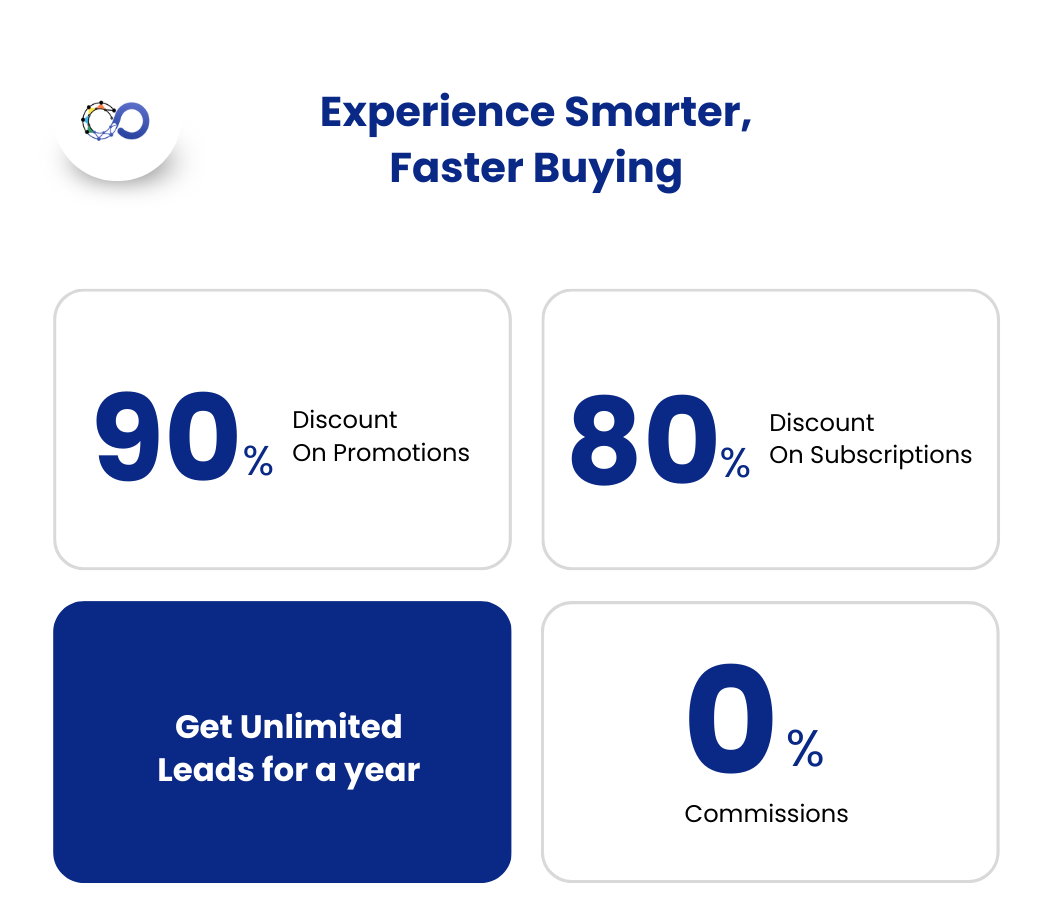 Experience Smarter,
Faster Buying
90%
Discount
On Promotions
80%
Discount
On Subscriptions
Get Unlimited
Leads for a year
0%
Commissions